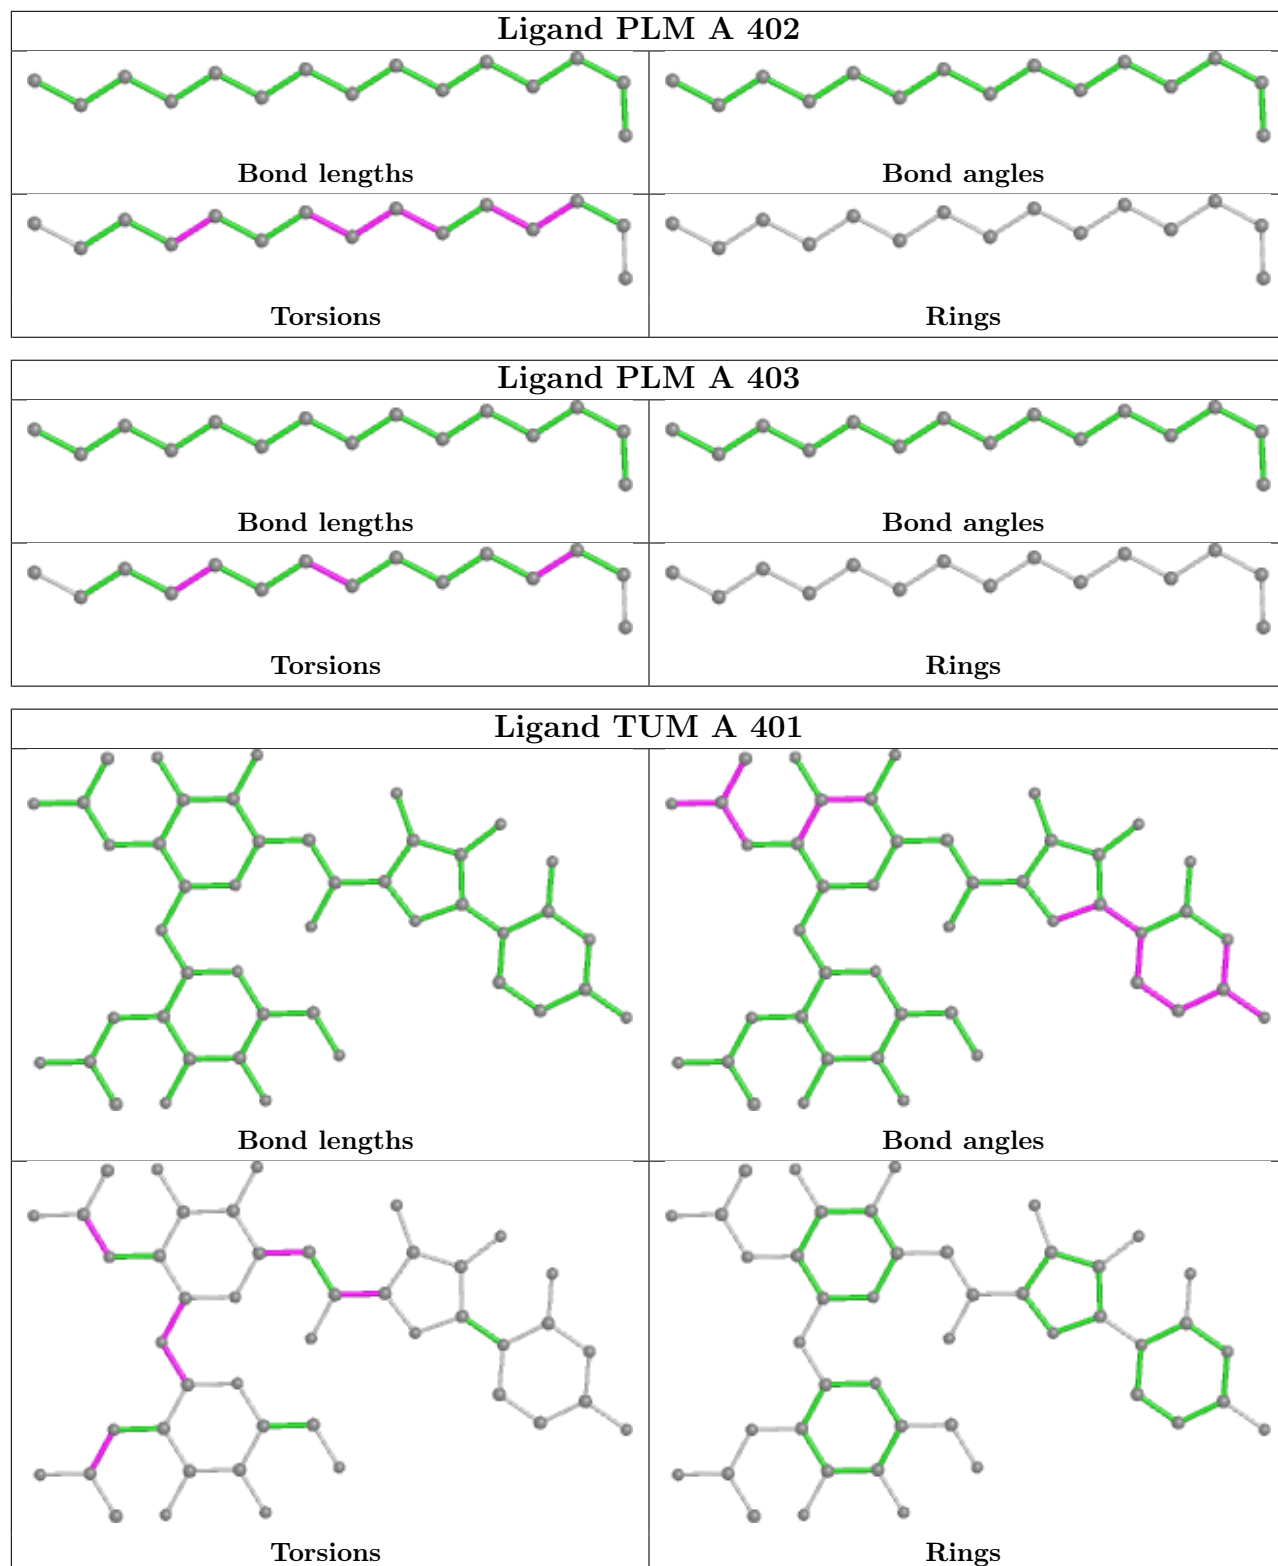 Ligand PLM A 402
Bond lengths
Bond angles
Torsions
Rings
Ligand PLM A 403
Bond lengths
Bond angles
Torsions
Rings
Ligand TUM A 401
Bond lengths
Bond angles
Torsions
Rings